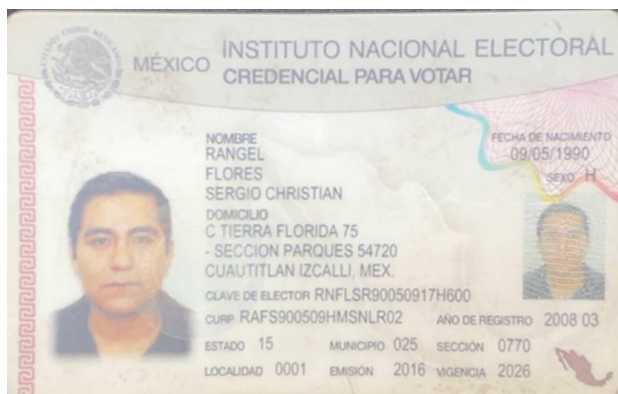 MÉXICO
INSTITUTO NACIONAL ELECTORAL
CREDENCIAL PARA VOTAR
NOMBRE
RANGEL
FLORES
SERGIO CHRISTIAN
FECHA DE NACIMIENTO
09/05/1990
SEXO H
DOMICILIO
C TIERRA FLORIDA 75
- SECCION PARQUES 54720
CUAUTITLAN IZCALLI, MEX.
CLAVE DE ELECTOR RNFLSR90050917H600
CURP RAFS900509HMSNLR02 AÑO DE REGISTRO 2008 03
ESTADO 15 MUNICIPIO 025 SECCIÓN 0770
LOCALIDAD 0001 EMISIÓN 2016 VIGENCIA 2026